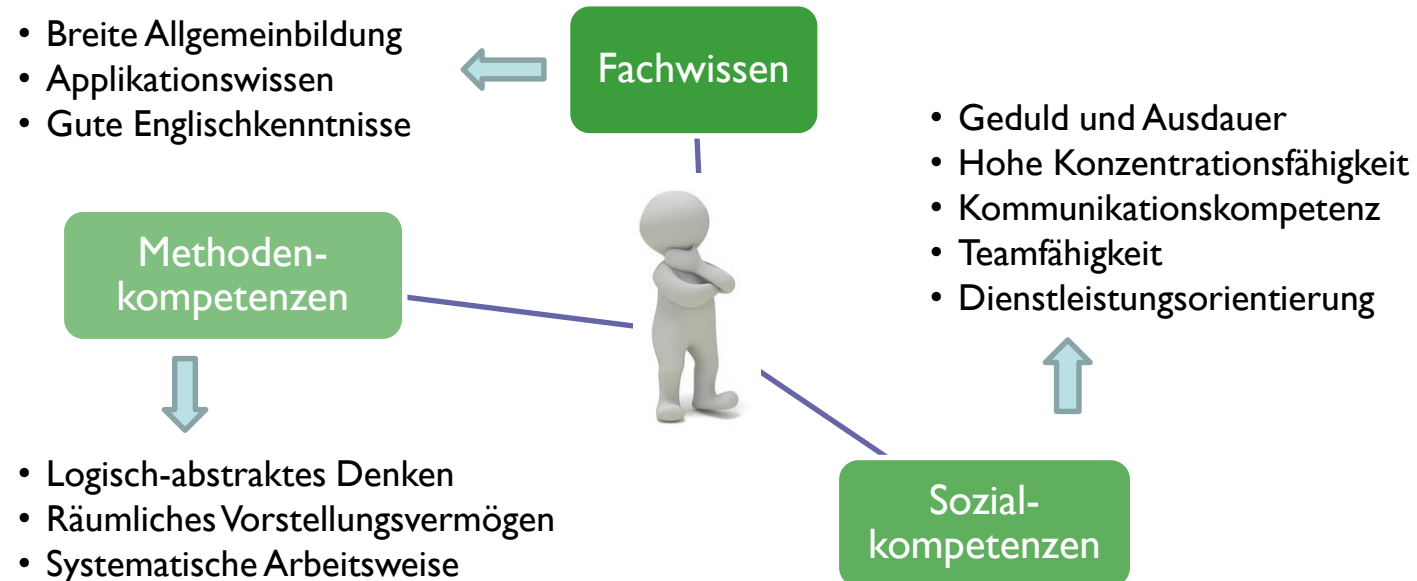 • Breite Allgemeinbildung
• Applikationswissen
• Gute Englischkenntnisse
Fachwissen
• Geduld und Ausdauer
• Hohe Konzentrationsfähigkeit
• Kommunikationskompetenz
• Teamfähigkeit
• Dienstleistungsorientierung
Methoden-
kompetenzen
• Logisch-abstraktes Denken
• Räumliches Vorstellungsvermögen
• Systematische Arbeitsweise
Sozial-
kompetenzen